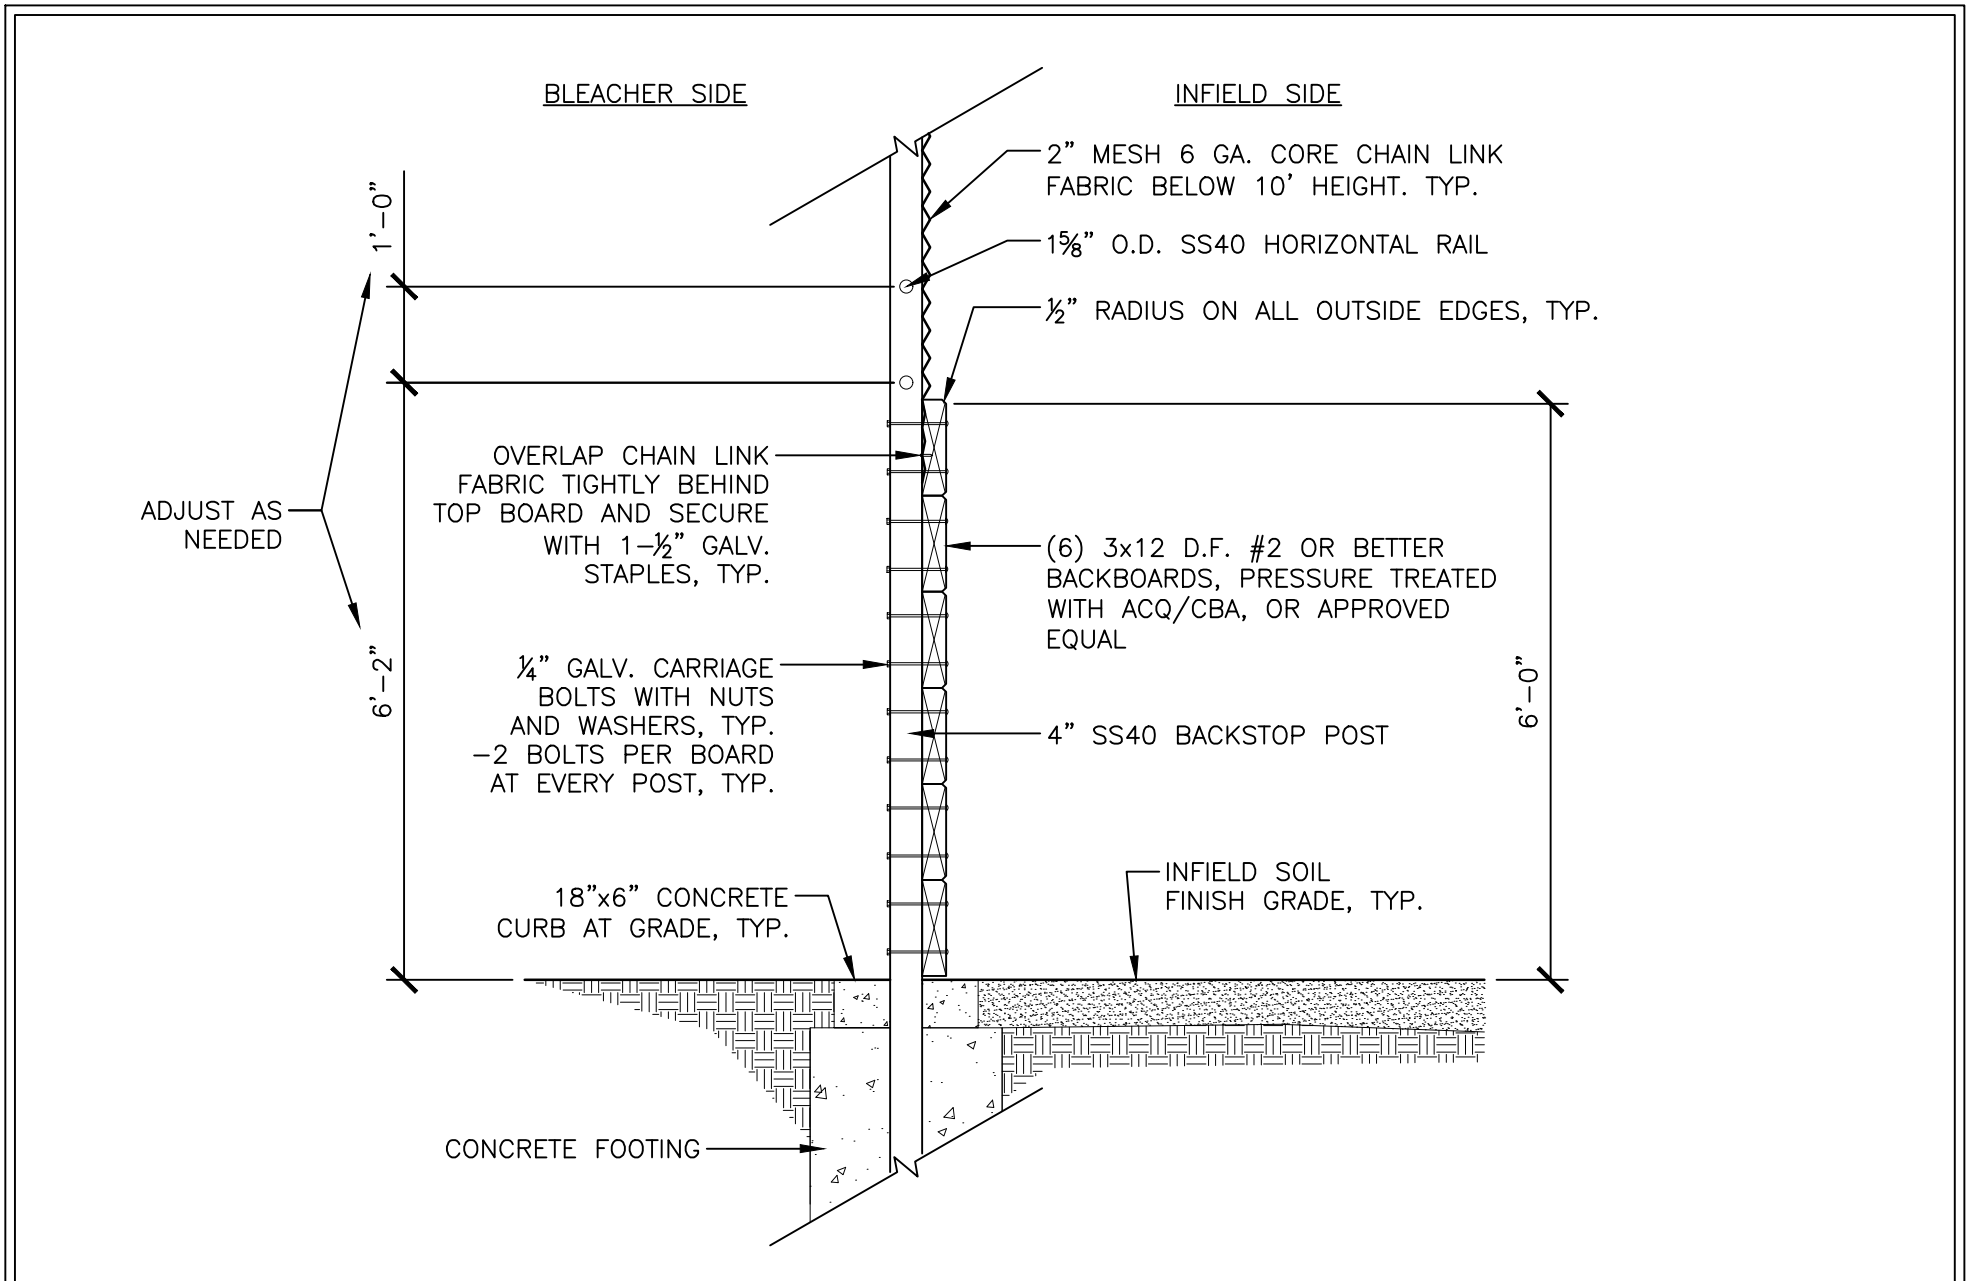 BLEACHER SIDE
INFIELD SIDE
2” MESH 6 GA. CORE CHAIN LINK
FABRIC BELOW 10’ HEIGHT. TYP.
1⅝” O.D. SS40 HORIZONTAL RAIL
½” RADIUS ON ALL OUTSIDE EDGES, TYP.
1’-0”
OVERLAP CHAIN LINK
FABRIC TIGHTLY BEHIND
TOP BOARD AND SECURE
WITH 1-½” GALV.
STAPLES, TYP.
ADJUST AS
NEEDED
(6) 3x12 D.F. #2 OR BETTER
BACKBOARDS, PRESSURE TREATED
WITH ACQ/CBA, OR APPROVED
EQUAL
6’-2”
¼” GALV. CARRIAGE
BOLTS WITH NUTS
AND WASHERS, TYP.
-2 BOLTS PER BOARD
AT EVERY POST, TYP.
4” SS40 BACKSTOP POST
6’-0”
18”x6” CONCRETE
CURB AT GRADE, TYP.
INFIELD SOIL
FINISH GRADE, TYP.
CONCRETE FOOTING